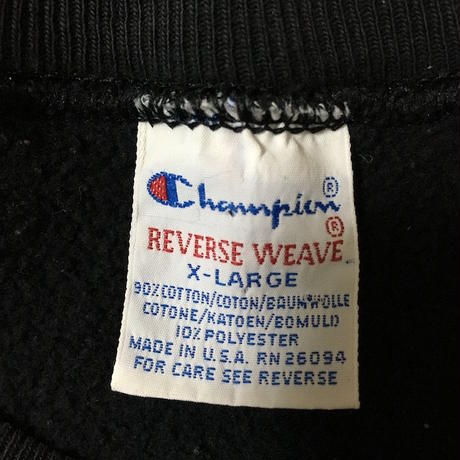 Champion ®
REVERSE WEAVE ®
X-LARGE
90% COTTON/COTON/BAUMWOLLE
COTONE/KATOEN/BOMULD
10% POLYESTER
MADE IN U.S.A. RN 26094
FOR CARE SEE REVERSE